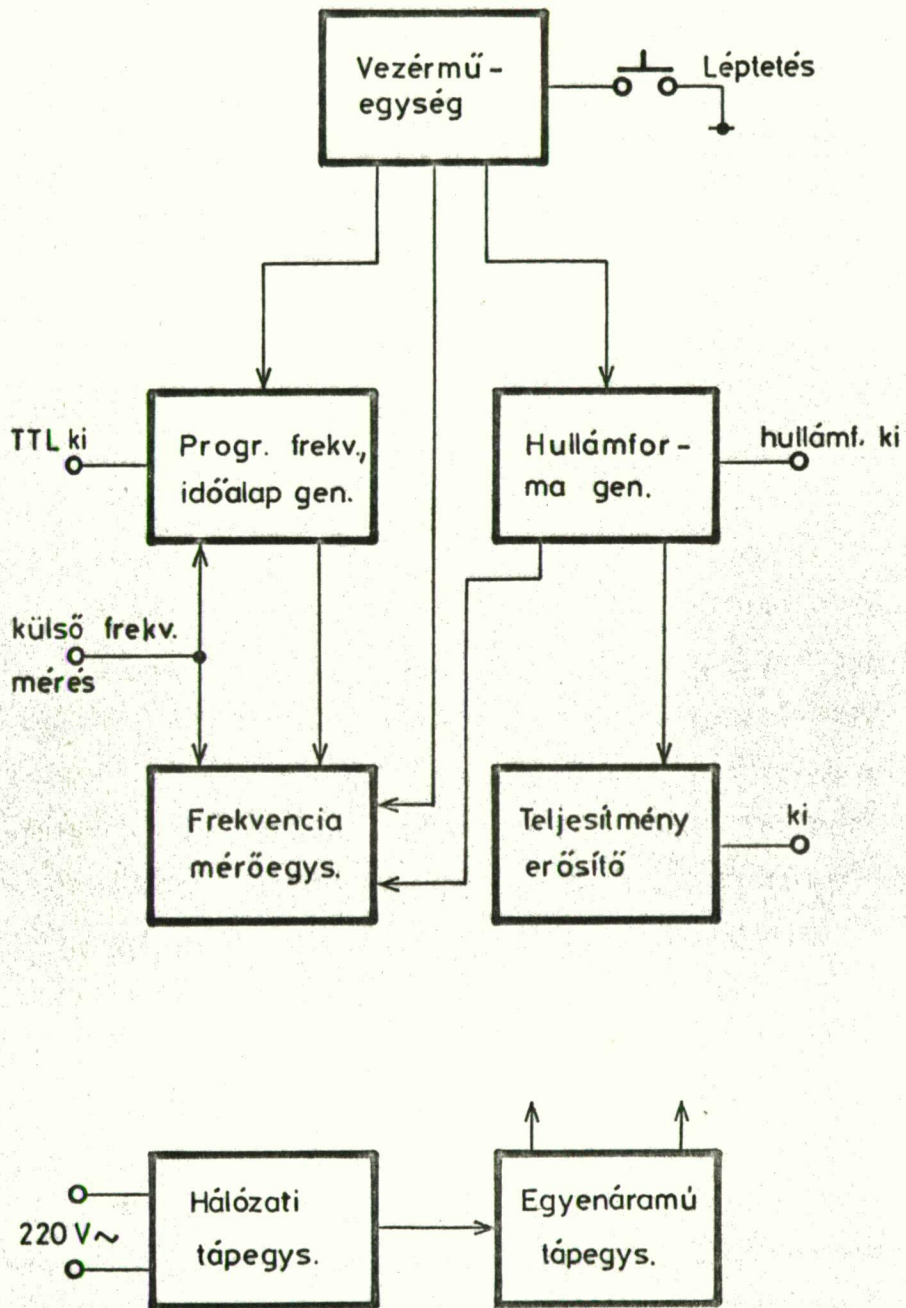 Vezérmű-
egység
Léptetés
TTL ki
Progr. frekv.,
időalap gen.
Hullámfor-
ma gen.
hullámf. ki
külső frekv.
mérés
Frekvencia
mérőegys.
Teljesítmény
erősítő
ki
220 V~
Hálózati
tápegys.
Egyenáramú
tápegys.